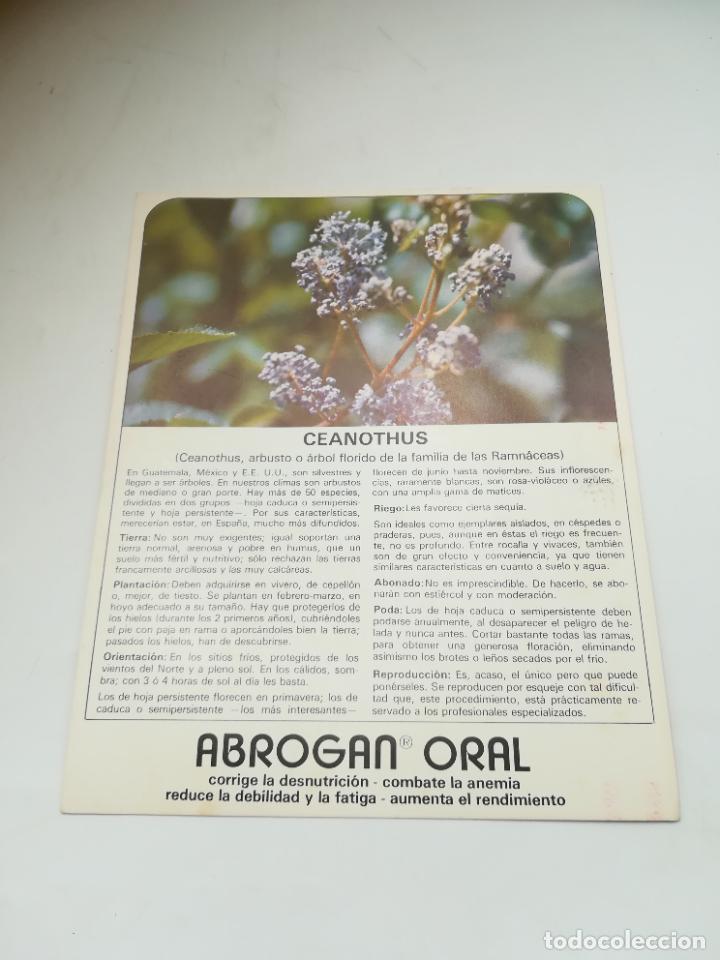 CEANOTHUS
(Ceanothus, arbusto o árbol florido de la familia de las Ramnâceas)
En Guatemala, México y E.E. U.U., son silvestres y
llegan a ser árboles. En nuestros climas son arbustos
de mediano o gran porte. Hay más de 50 especies,
divididas en dos grupos —hoja caduca o semipersis-
tente y hoja persistente—. Por sus características,
merecerían estar, en España, mucho más difundidos.
Tierra: No son muy exigentes; igual soportan una
tierra normal, arenosa y pobre en humus, que un
suelo más fértil y nutritivo; sólo rechazan las tierras
francamente arcillosas y las muy calcáreas.
Plantación: Deben adquirirse en vivero, de cepellón
o, mejor, de tiesto. Se plantan en febrero-marzo, en
hoyo adecuado a su tamaño. Hay que protegerlos de
los hielos (durante los 2 primeros años), cubriéndoles
el pie con paja en rama o aporcándoles bien la tierra;
pasados los hielos, han de descubrirse.
Orientación: En los sitios fríos, protegidos de los
vientos del Norte y a pleno sol. En los cálidos, som-
bra; con 3 ó 4 horas de sol al día les basta.
Los de hoja persistente florecen en primavera; los de
caduca o semipersistente —los más interesantes—
florecen de junio hasta noviembre. Sus inflorescen-
cias, raramente blancas, son rosa-violáceo o azules,
con una amplia gama de matices.
Riego: Les favorece cierta sequía.
Son ideales como ejemplares aislados, en céspedes o
praderas, pues, aunque en éstas el riego es frecuen-
te, no es profundo. Entre rocalla y vivaces, también
son de gran efecto y conveniencia, ya que tienen
similares características en cuanto a suelo y agua.
Abonado: No es imprescindible. De hacerlo, se abo-
narán con estiércol y con moderación.
Poda: Los de hoja caduca o semipersistente deben
podarse anualmente, al desaparecer el peligro de he-
lada y nunca antes. Cortar bastante todas las ramas,
para obtener una generosa floración, eliminando
asimismo los brotes o leños secados por el frío.
Reproducción: Es, acaso, el único pero que puede
ponérseles. Se reproducen por esqueje con tal dificul-
tad que, este procedimiento, está prácticamente re-
servado a los profesionales especializados.
ABROGAN® ORAL
corrige la desnutrición - combate la anemia
reduce la debilidad y la fatiga - aumenta el rendimiento
todocoleccion